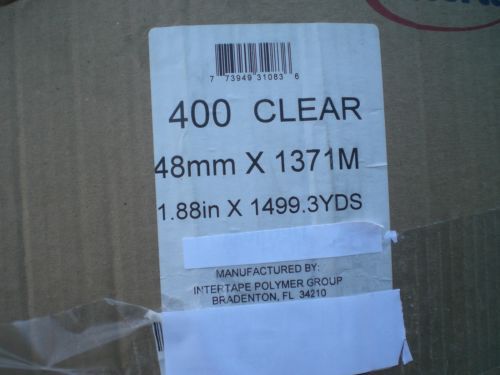 7 73949 31083 6
400 CLEAR
48mm X 1371M
1.88in X 1499.3YDS
MANUFACTURED BY:
INTERTAPE POLYMER GROUP
BRADENTON, FL 34210